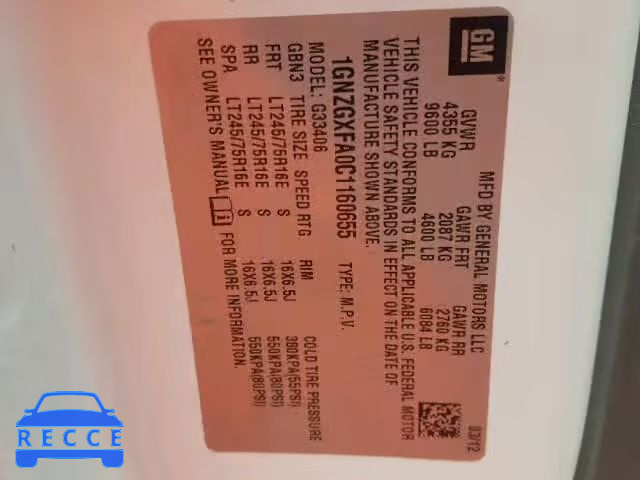 GM
MFD BY GENERAL MOTORS LLC
03/12
GVWR GAWR FRT GAWR RR
4355 KG 2087 KG 2760 KG
9600 LB 4600 LB 6084 LB
THIS VEHICLE CONFORMS TO ALL APPLICABLE U.S. FEDERAL MOTOR
VEHICLE SAFETY STANDARDS IN EFFECT ON THE DATE OF
MANUFACTURE SHOWN ABOVE.
1GNZGXFA0C1160655 TYPE: M.P.V.
MODEL: G33406
GBN3 TIRE SIZE SPEED RTG RIM COLD TIRE PRESSURE
FRT LT245/75R16E S 16X6.5J 380KPA(55PSI)
RR LT245/75R16E S 16X6.5J 550KPA(80PSI)
SPA LT245/75R16E S 16X6.5J 550KPA(80PSI)
SEE OWNER'S MANUAL FOR MORE INFORMATION.
RECCE